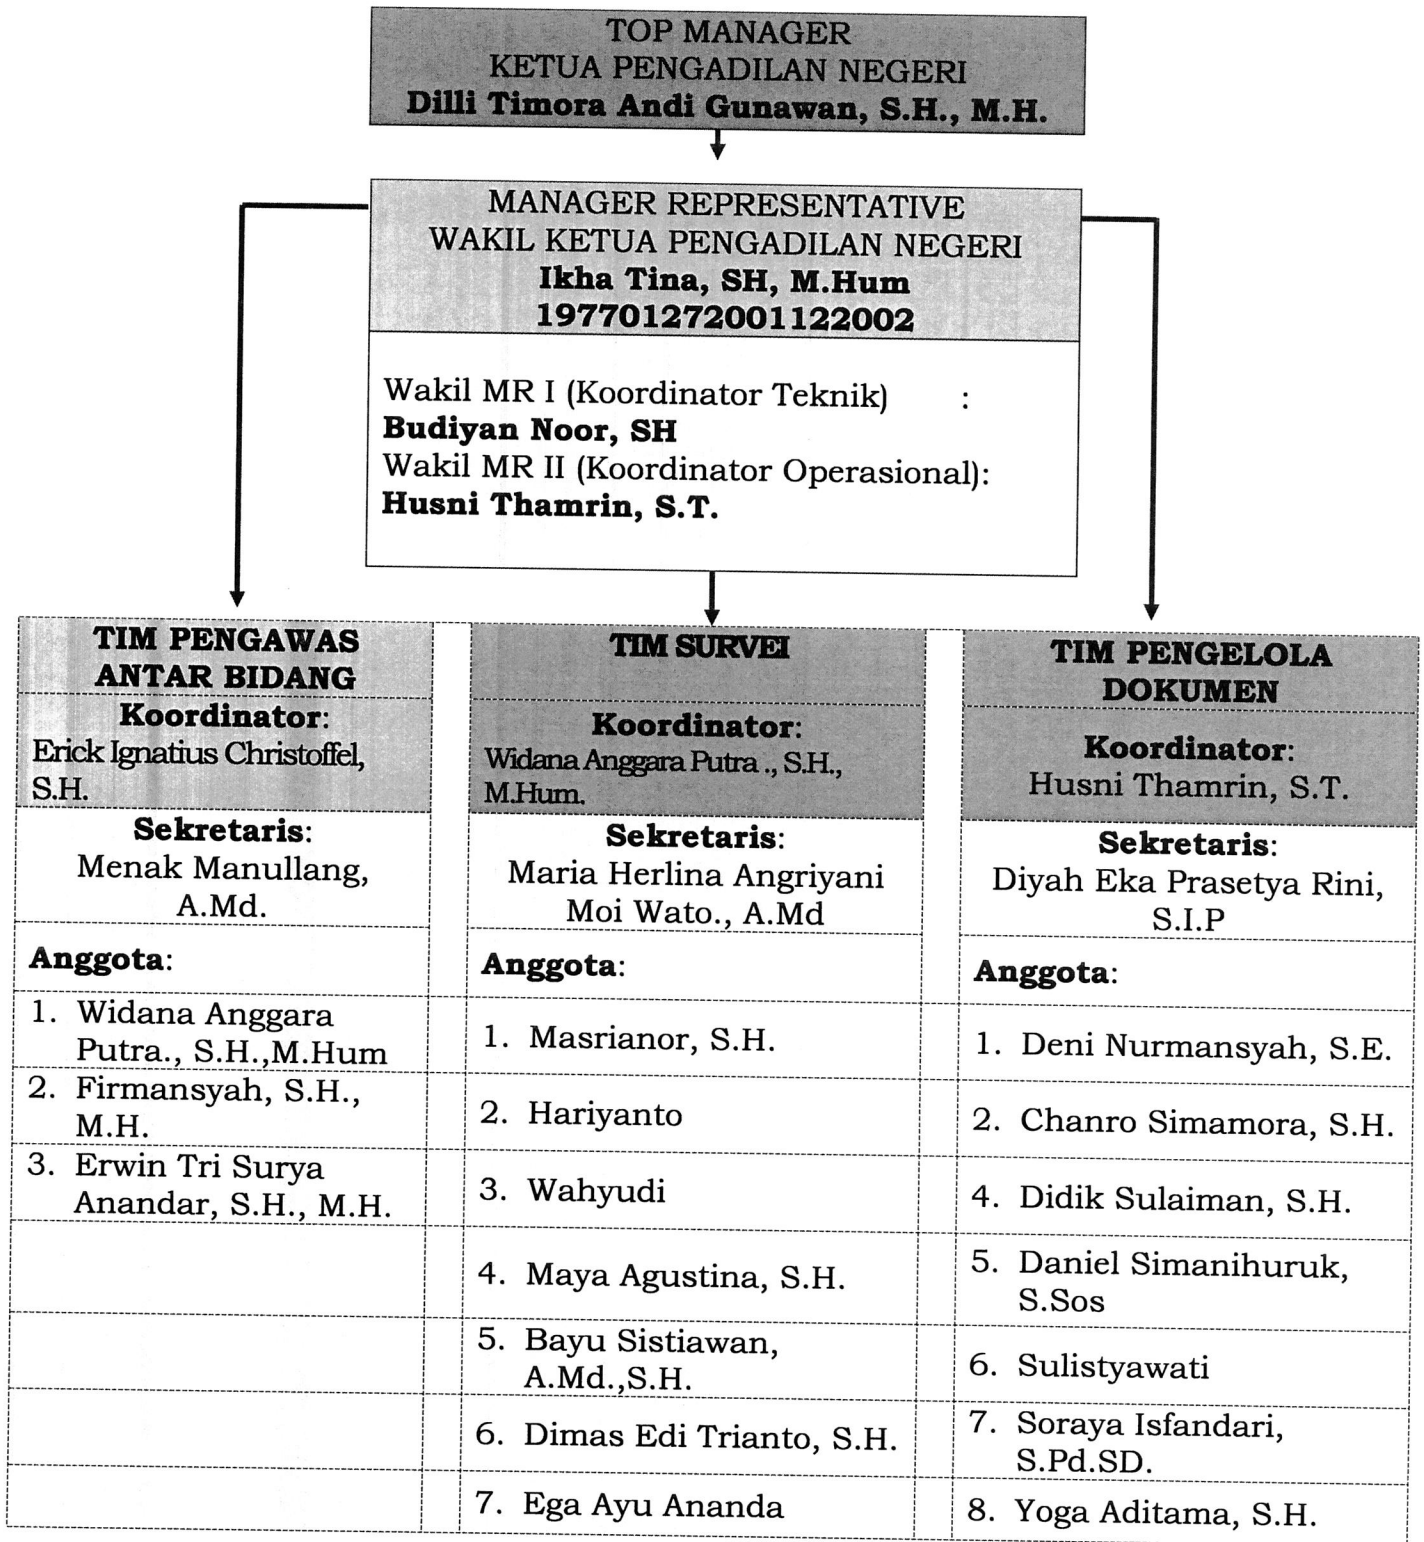 TOP MANAGER
KETUA PENGADILAN NEGERI
Dilli Timora Andi Gunawan, S.H., M.H.
MANAGER REPRESENTATIVE
WAKIL KETUA PENGADILAN NEGERI
Ikha Tina, SH, M.Hum
197701272001122002
Wakil MR I (Koordinator Teknik) :
Budiyan Noor, SH
Wakil MR II (Koordinator Operasional):
Husni Thamrin, S.T.
TIM PENGAWAS
ANTAR BIDANG
Koordinator:
Erick Ignatius Christoffel,
S.H.
Sekretaris:
Menak Manullang,
A.Md.
Anggota:
1. Widana Anggara
Putra., S.H.,M.Hum
2. Firmansyah, S.H.,
M.H.
3. Erwin Tri Surya
Anandar, S.H., M.H.
TIM SURVEI
Koordinator:
Widana Anggara Putra ., S.H.,
M.Hum.
Sekretaris:
Maria Herlina Angriyani
Moi Wato., A.Md
Anggota:
1. Masrianor, S.H.
2. Hariyanto
3. Wahyudi
4. Maya Agustina, S.H.
5. Bayu Sistiawan,
A.Md.,S.H.
6. Dimas Edi Trianto, S.H.
7. Ega Ayu Ananda
TIM PENGELOLA
DOKUMEN
Koordinator:
Husni Thamrin, S.T.
Sekretaris:
Diyah Eka Prasetya Rini,
S.I.P
Anggota:
1. Deni Nurmansyah, S.E.
2. Chanro Simamora, S.H.
4. Didik Sulaiman, S.H.
5. Daniel Simanihuruk,
S.Sos
6. Sulistyawati
7. Soraya Isfandari,
S.Pd.SD.
8. Yoga Aditama, S.H.